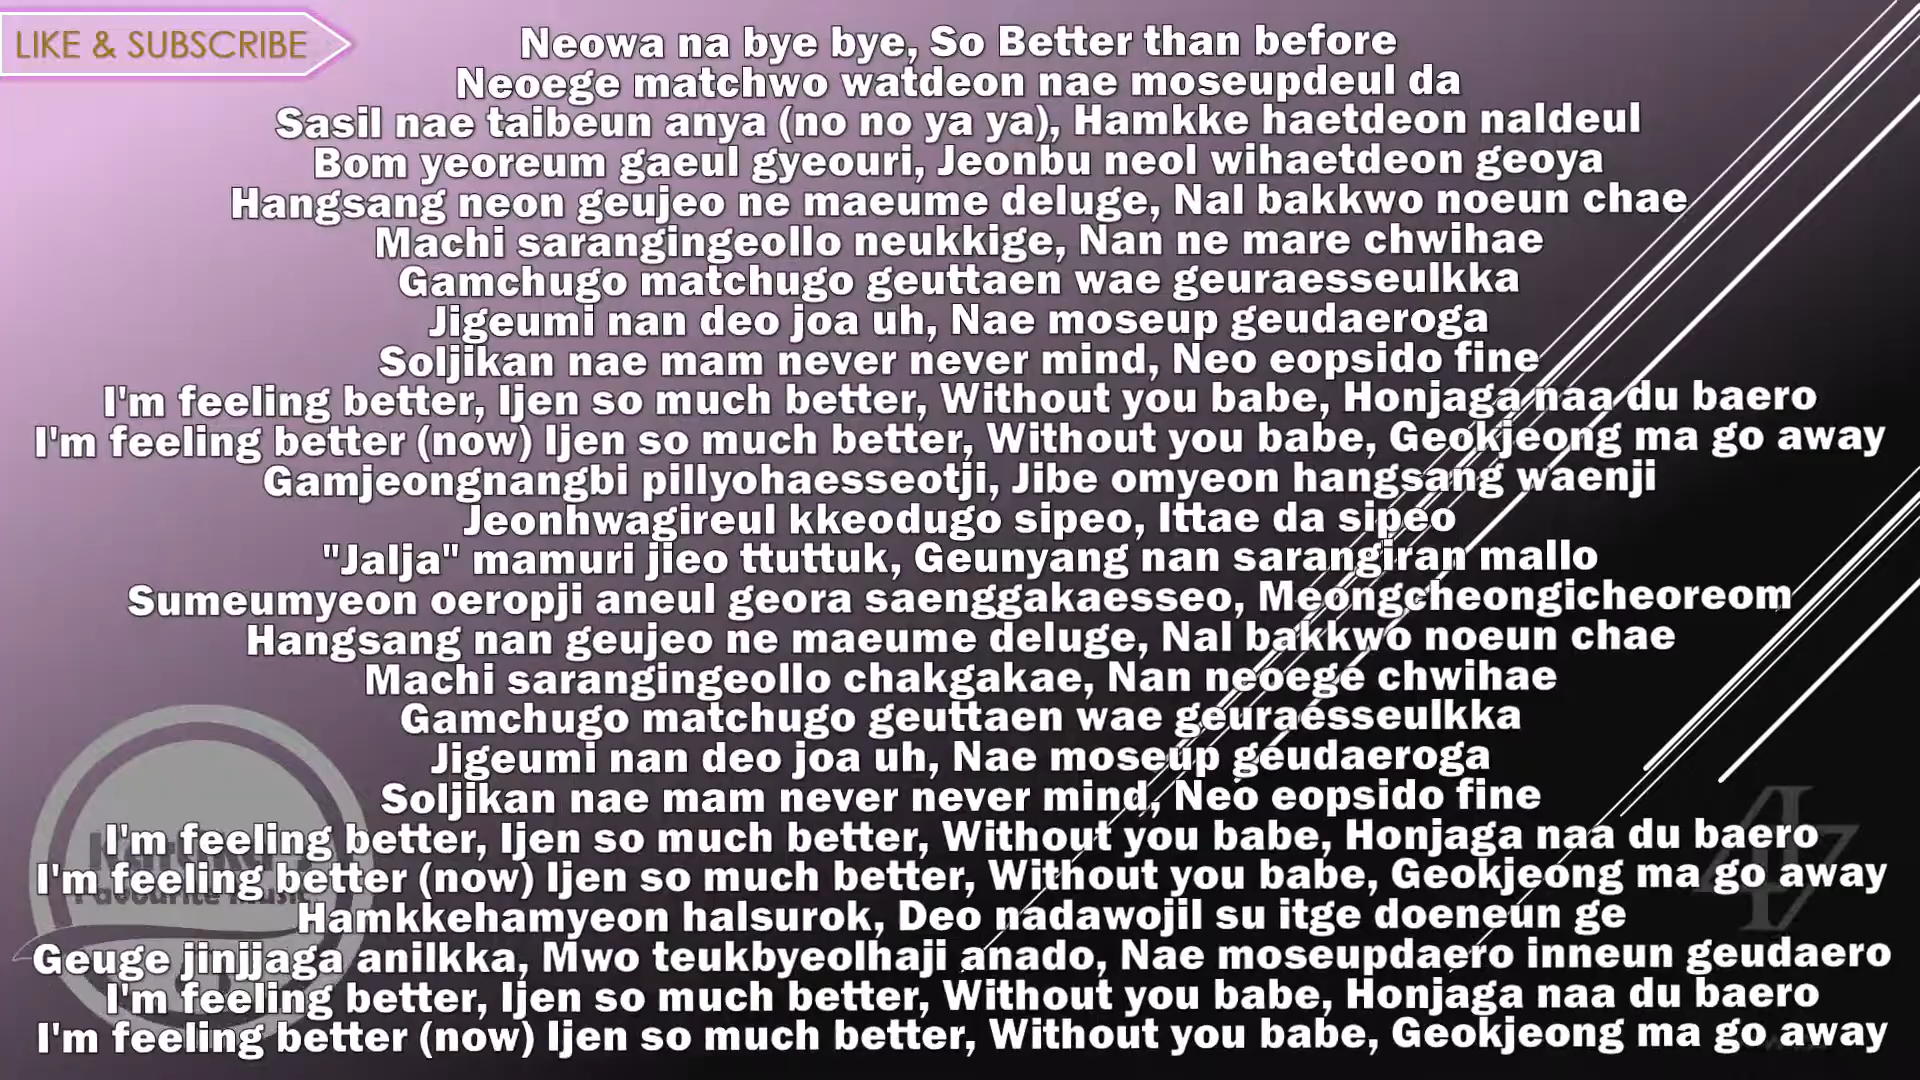 LIKE & SUBSCRIBE
Neowa na bye bye, So Better than before
Neoege matchwo watdeon nae moseupdeul da
Sasil nae taibeun anya (no no ya ya), Hamkke haetdeon naldeul
Bom yeoreum gaeul gyeouri, Jeonbu neol wihaetdeon geoya
Hangsang neon geujeo ne maeume deluge, Nal bakkwo noeun chae
Machi sarangingeollo neukkige, Nan ne mare chwihae
Gamchugo matchugo geuttaen wae geuraesseulkka
Jigeumi nan deo joa uh, Nae moseup geudaeroga
Soljikan nae mam never never mind, Neo eopsido fine
I'm feeling better, Ijen so much better, Without you babe, Honjaga naa du baero
I'm feeling better (now) Ijen so much better, Without you babe, Geokjeong ma go away
Gamjeongnangbi pillyohaesseotji, Jibe omyeon hangsang waenji
Jeonhwagireul kkeodugo sipeo, Ittae da sipeo
"Jalja" mamuri jieo ttuttuk, Geunyang nan sarangiran mallo
Sumeumyeon oeropji aneul geora saenggakaesseo, Meongcheongicheoreom
Hangsang nan geujeo ne maeume deluge, Nal bakkwo noeun chae
Machi sarangingeollo chakgakae, Nan neoege chwihae
Gamchugo matchugo geuttaen wae geuraesseulkka
Jigeumi nan deo joa uh, Nae moseup geudaeroga
Soljikan nae mam never never mind, Neo eopsido fine
I'm feeling better, Ijen so much better, Without you babe, Honjaga naa du baero
I'm feeling better (now) Ijen so much better, Without you babe, Geokjeong ma go away
Hamkkehamyeon halsurok, Deo nadawojil su itge doeneun ge
Geuge jinjjaga anilkka, Mwo teukbyeolhaji anado, Nae moseupdaero inneun geudaero
I'm feeling better, Ijen so much better, Without you babe, Honjaga naa du baero
I'm feeling better (now) Ijen so much better, Without you babe, Geokjeong ma go away